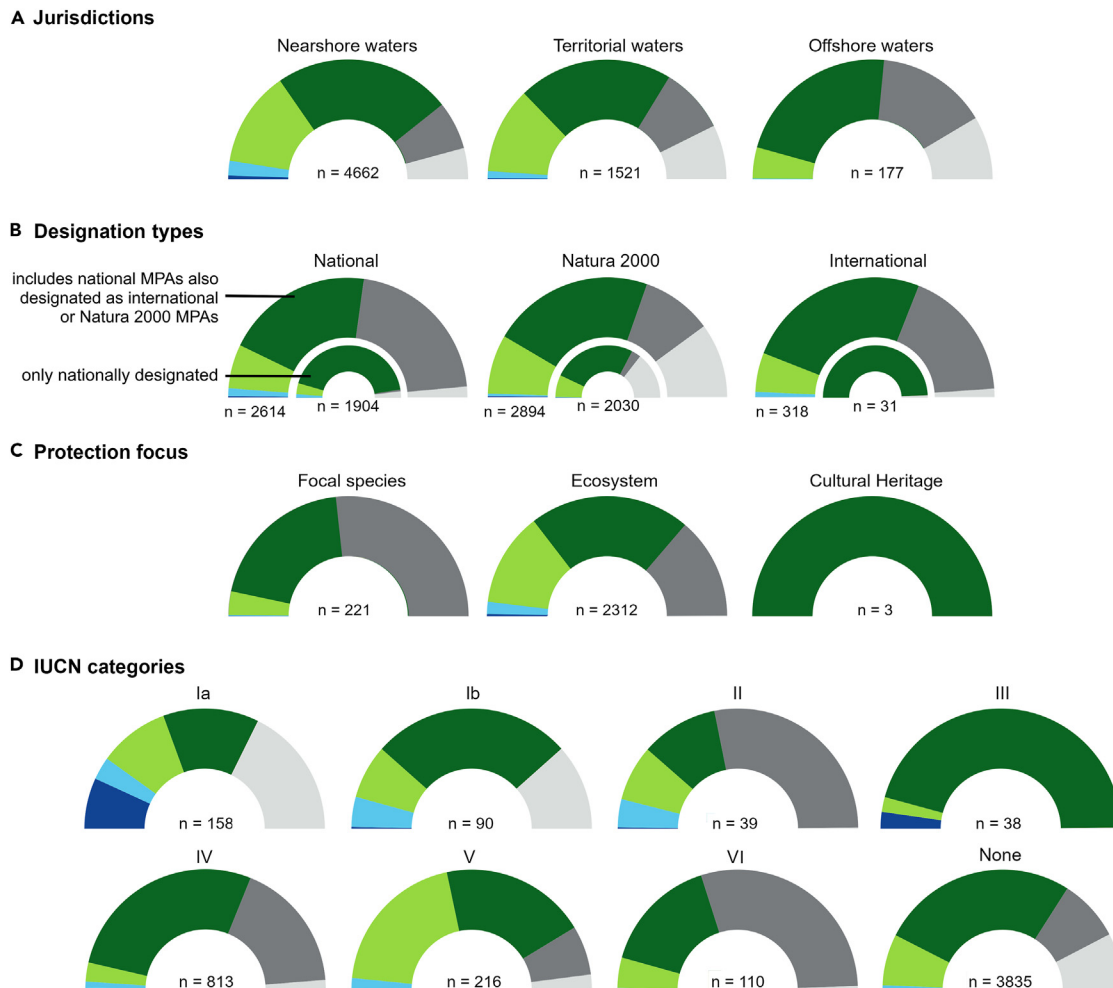 A Jurisdictions
Nearshore waters
Territorial waters
Offshore waters
n = 4662
n = 1521
n = 177
B Designation types
National
Natura 2000
International
includes national MPAs also
designated as international
or Natura 2000 MPAs
only nationally designated
n = 2614
n = 1904
n = 2894
n = 2030
n = 318
n = 31
C Protection focus
Focal species
Ecosystem
Cultural Heritage
n = 221
n = 2312
n = 3
D IUCN categories
Ia
Ib
II
III
n = 158
n = 90
n = 39
n = 38
IV
V
VI
None
n = 813
n = 216
n = 110
n = 3835